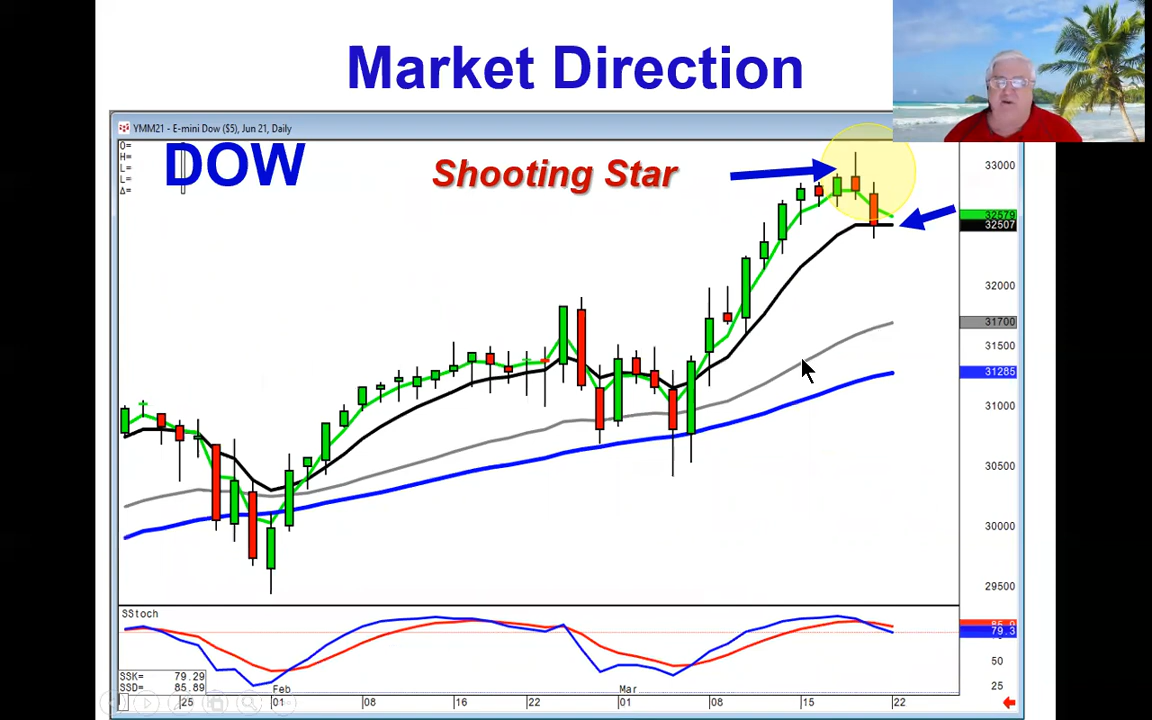 Market Direction
YMM21 - E-mini Dow ($5), Jun 21, Daily
O=
H=
L=
L=
Δ=
DOW
Shooting Star
33000
32579
32507
32000
31700
31500
31285
31000
30500
30000
29500
SStoch
79.3
50
25
SSK= 79.29
SSD= 85.89
Feb
Mar
25
01
08
16
22
01
08
15
22